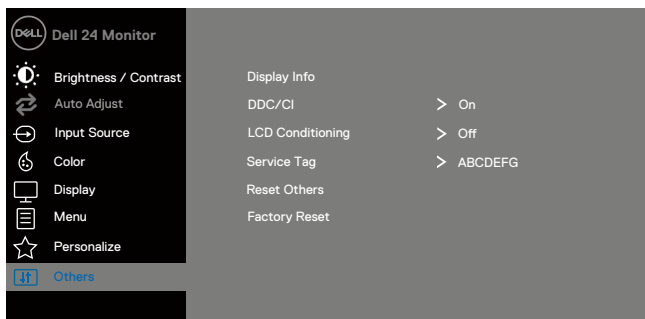 DELL Dell 24 Monitor
Brightness / Contrast
Auto Adjust
Input Source
Color
Display
Menu
Personalize
Others
Display Info
DDC/CI > On
LCD Conditioning > Off
Service Tag > ABCDEFG
Reset Others
Factory Reset